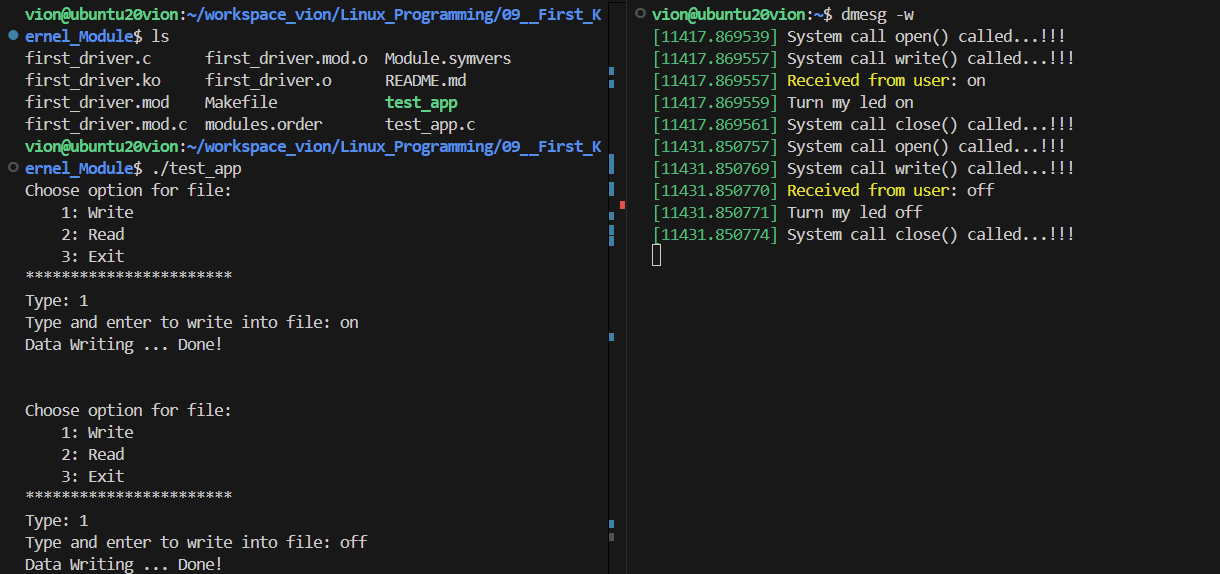 vion@ubuntu20vion:~/workspace_vion/Linux_Programming/09__First_K
ernel_Module$ ls
first_driver.c      first_driver.mod.o  Module.symvers
first_driver.ko     first_driver.o      README.md
first_driver.mod    Makefile            test_app
first_driver.mod.c  modules.order       test_app.c
vion@ubuntu20vion:~/workspace_vion/Linux_Programming/09__First_K
ernel_Module$ ./test_app
Choose option for file:
    1: Write
    2: Read
    3: Exit
***********************
Type: 1
Type and enter to write into file: on
Data Writing ... Done!
Choose option for file:
    1: Write
    2: Read
    3: Exit
***********************
Type: 1
Type and enter to write into file: off
Data Writing ... Done!
vion@ubuntu20vion:~$ dmesg -w
[11417.869539] System call open() called...!!!
[11417.869557] System call write() called...!!!
[11417.869557] Received from user: on
[11417.869559] Turn my led on
[11417.869561] System call close() called...!!!
[11431.850757] System call open() called...!!!
[11431.850769] System call write() called...!!!
[11431.850770] Received from user: off
[11431.850771] Turn my led off
[11431.850774] System call close() called...!!!